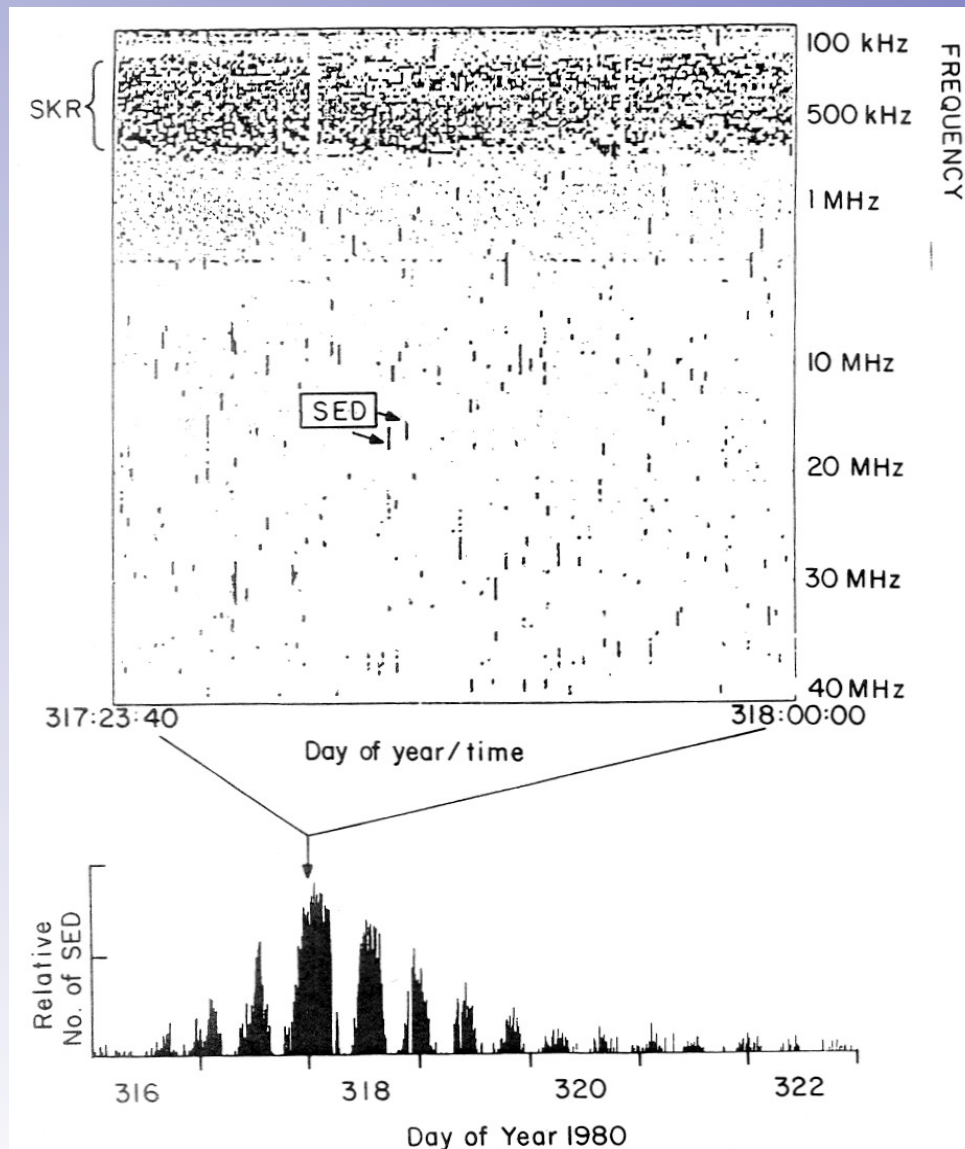 100 kHz
FREQUENCY
SKR
500 kHz
1 MHz
10 MHz
SED
20 MHz
30 MHz
40 MHz
317:23:40
318:00:00
Day of year/time
Relative
No. of SED
316
318
320
322
Day of Year 1980